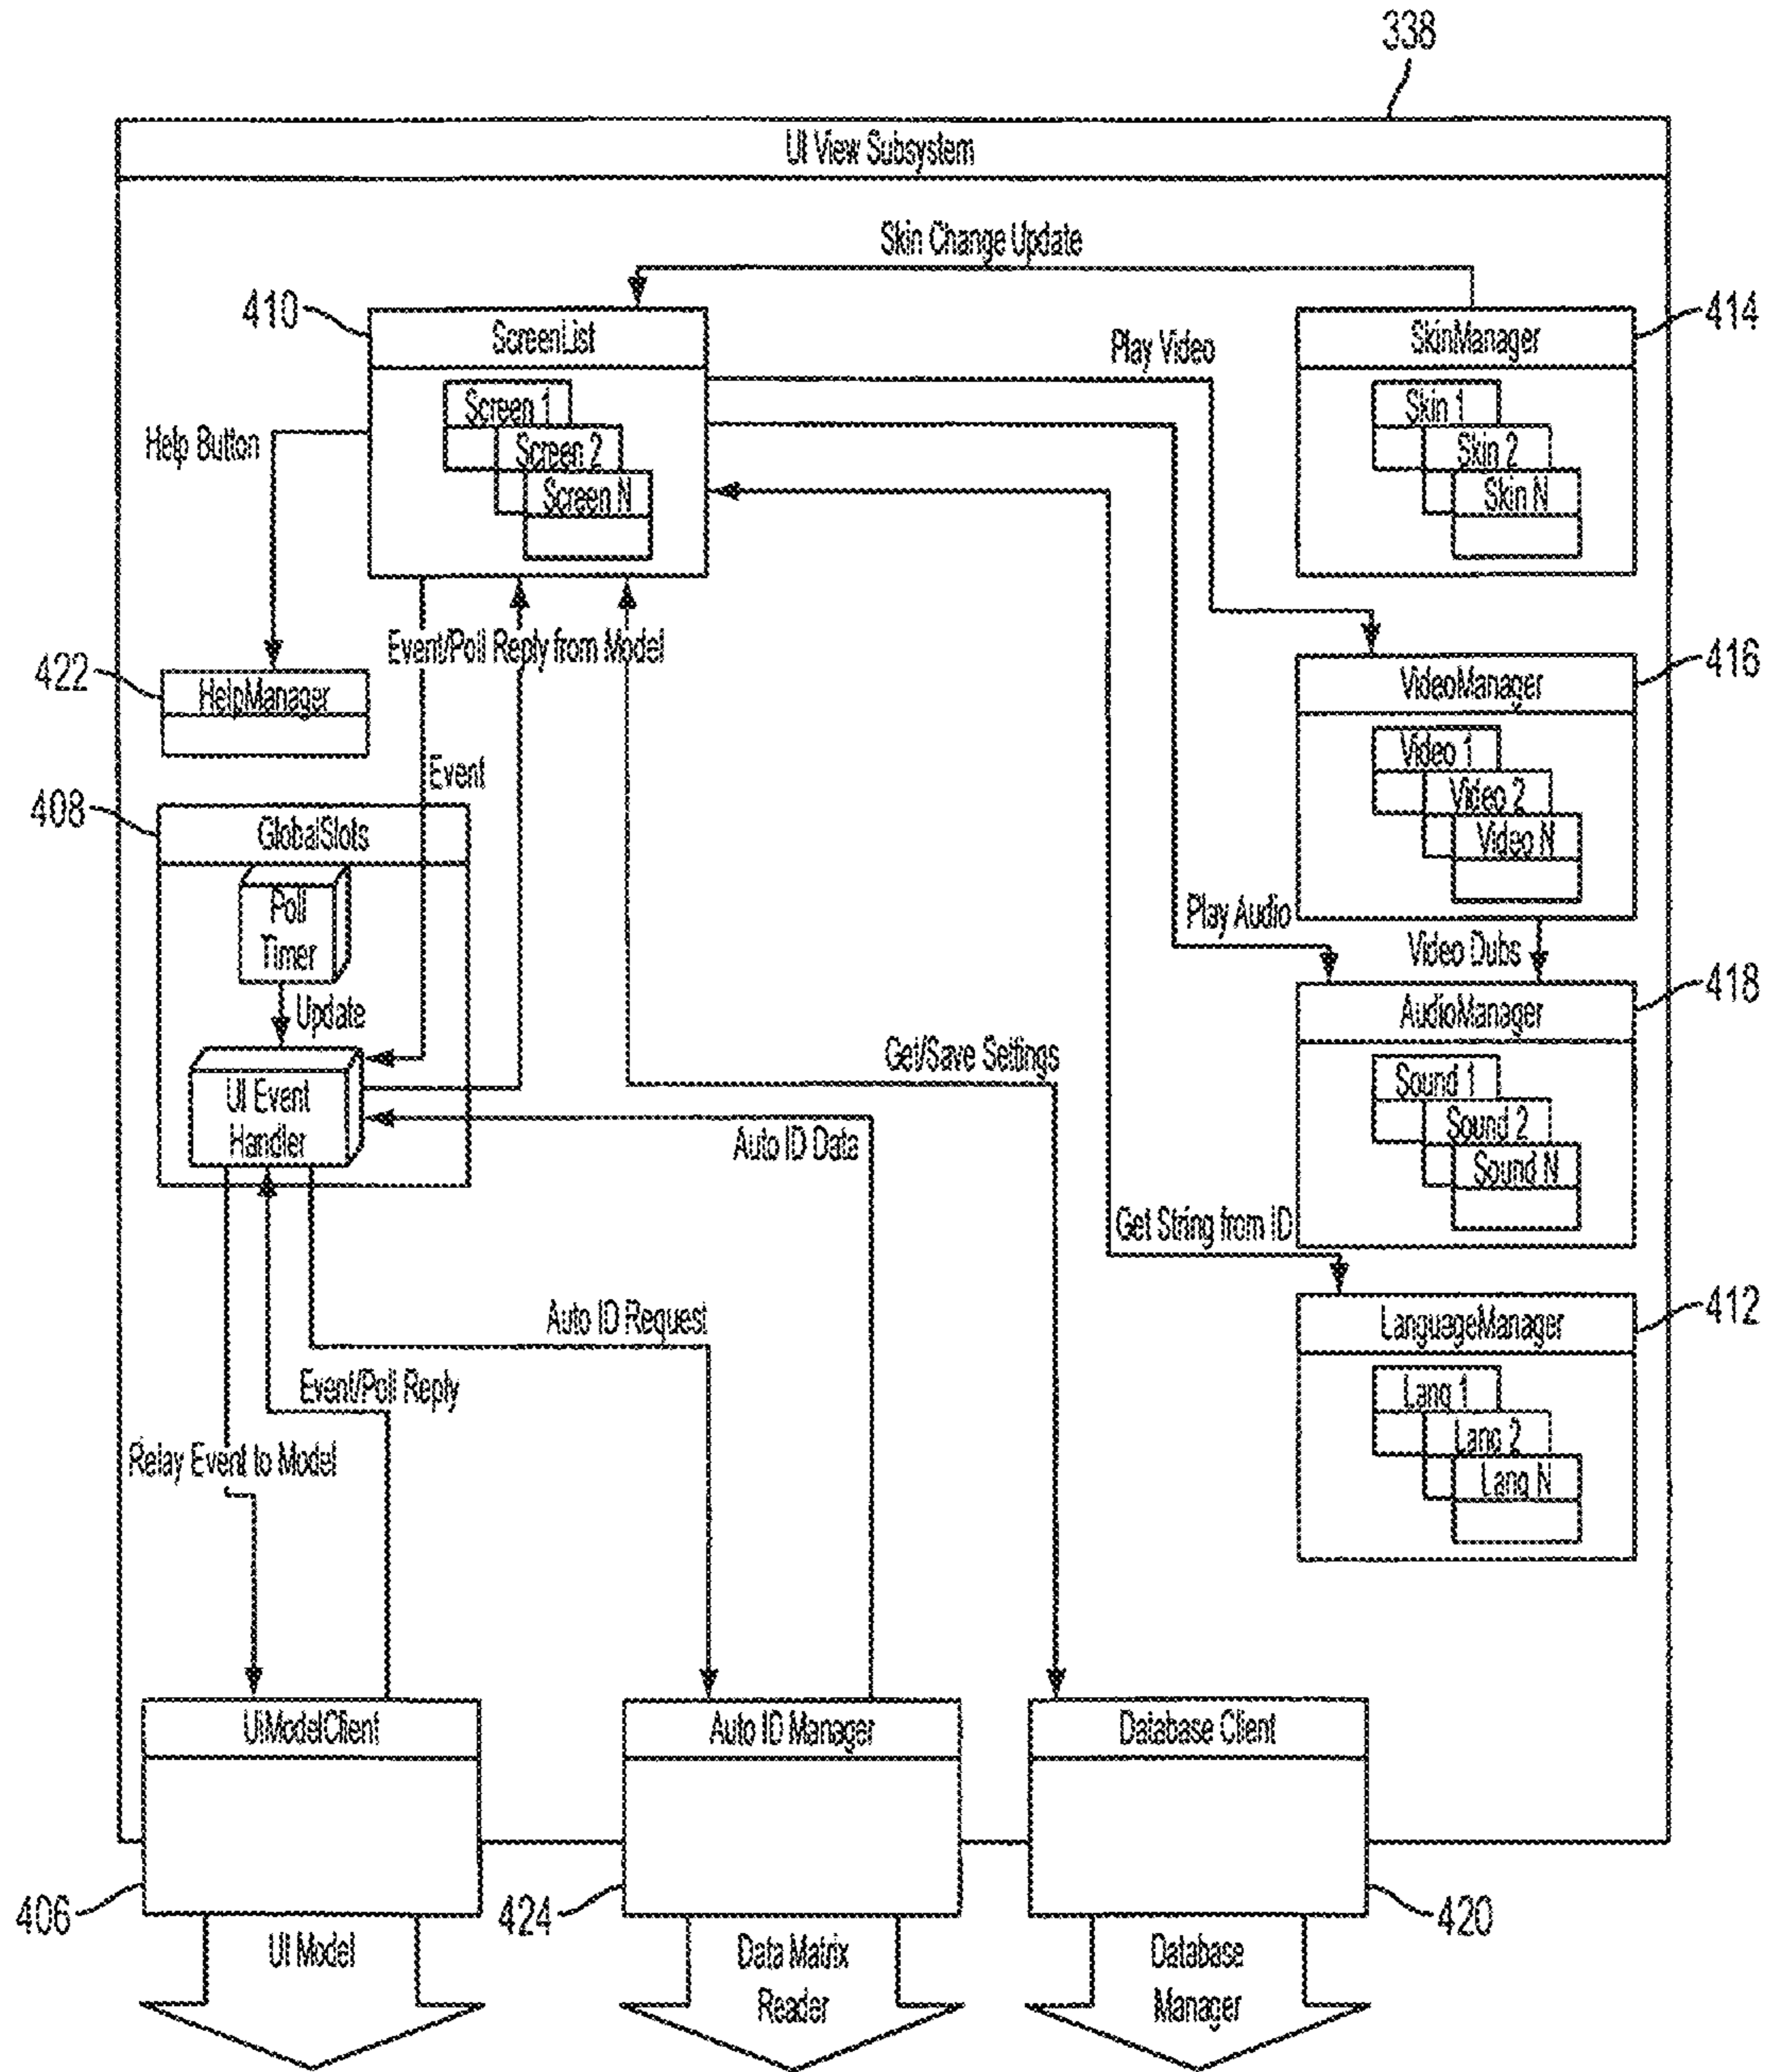 338
UI View Subsystem
Skin Change Update
410
ScreenList
Screen 1
Screen 2
Screen N
Play Video
SkinManager
414
Skin 1
Skin 2
Skin N
Help Button
422
HelpManager
Event/Poll Reply from Model
Event
VideoManager
416
Video 1
Video 2
Video N
408
GlobalSlots
Poll
Timer
Update
UI Event
Handler
Play Audio
Video Dubs
AudioManager
418
Sound 1
Sound 2
Sound N
Get/Save Settings
Auto ID Data
Get String from ID
LanguageManager
412
Lang 1
Lang 2
Lang N
Auto ID Request
Event/Poll Reply
Relay Event to Model
UIModelClient
Auto ID Manager
Database Client
406
424
420
UI Model
Data Matrix
Reader
Database
Manager